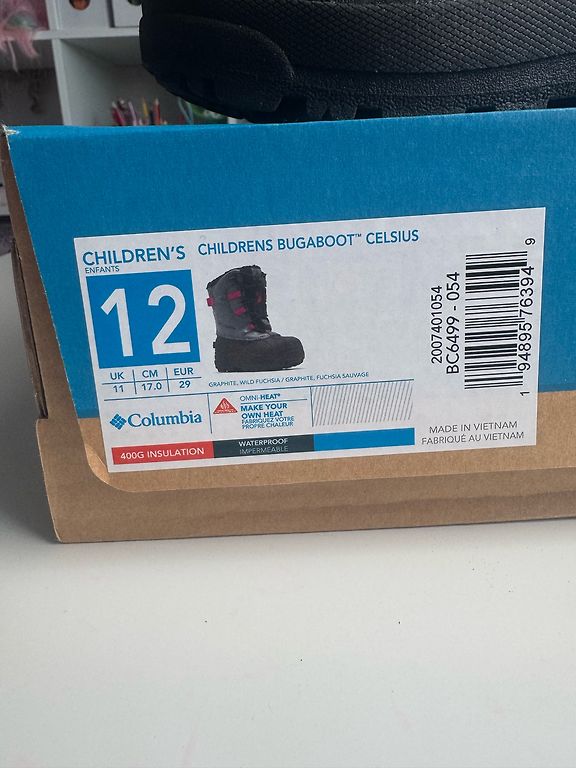 CHILDREN'S
ENFANTS
CHILDRENS BUGABOOT™ CELSIUS
12
UK CM EUR
11 17.0 29
GRAPHITE, WILD FUCHSIA / GRAPHITE, FUCHSIA SAUVAGE
Columbia
OMNI-HEAT®
MAKE YOUR
OWN HEAT
FABRIQUEZ VOTRE
PROPRE CHALEUR
400G INSULATION
WATERPROOF
IMPERMÉABLE
2007401054
BC6499 - 054
1 94895 76394 9
MADE IN VIETNAM
FABRIQUÉ AU VIETNAM